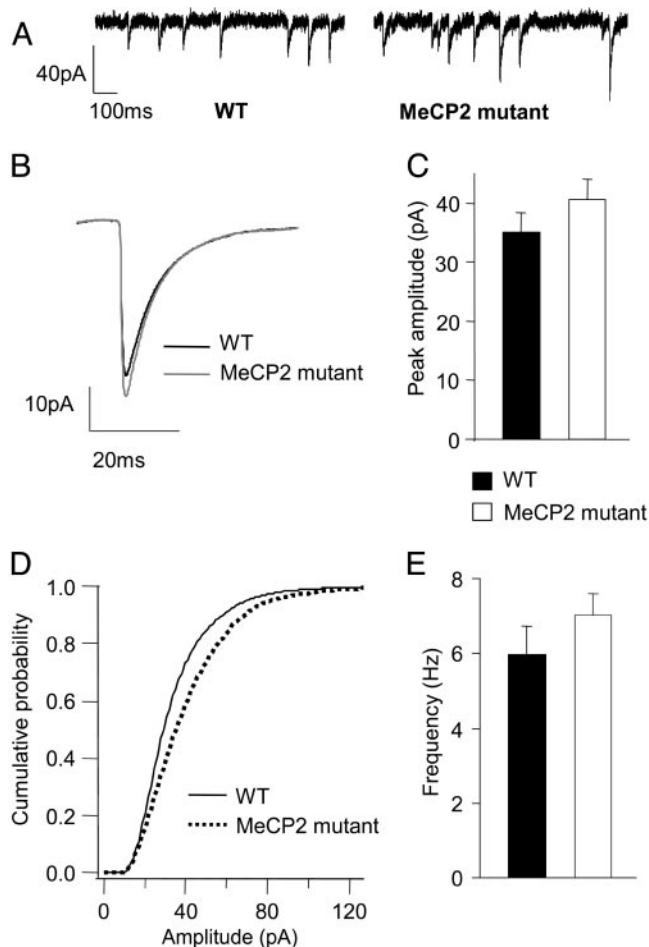 A
40pA
100ms
WT
MeCP2 mutant
B
WT
MeCP2 mutant
10pA
20ms
C
Peak amplitude (pA)
40
30
20
10
0
WT
MeCP2 mutant
D
Cumulative probability
1.0
0.8
0.6
0.4
0.2
0.0
WT
MeCP2 mutant
0 40 80 120
Amplitude (pA)
E
Frequency (Hz)
8
6
4
2
0